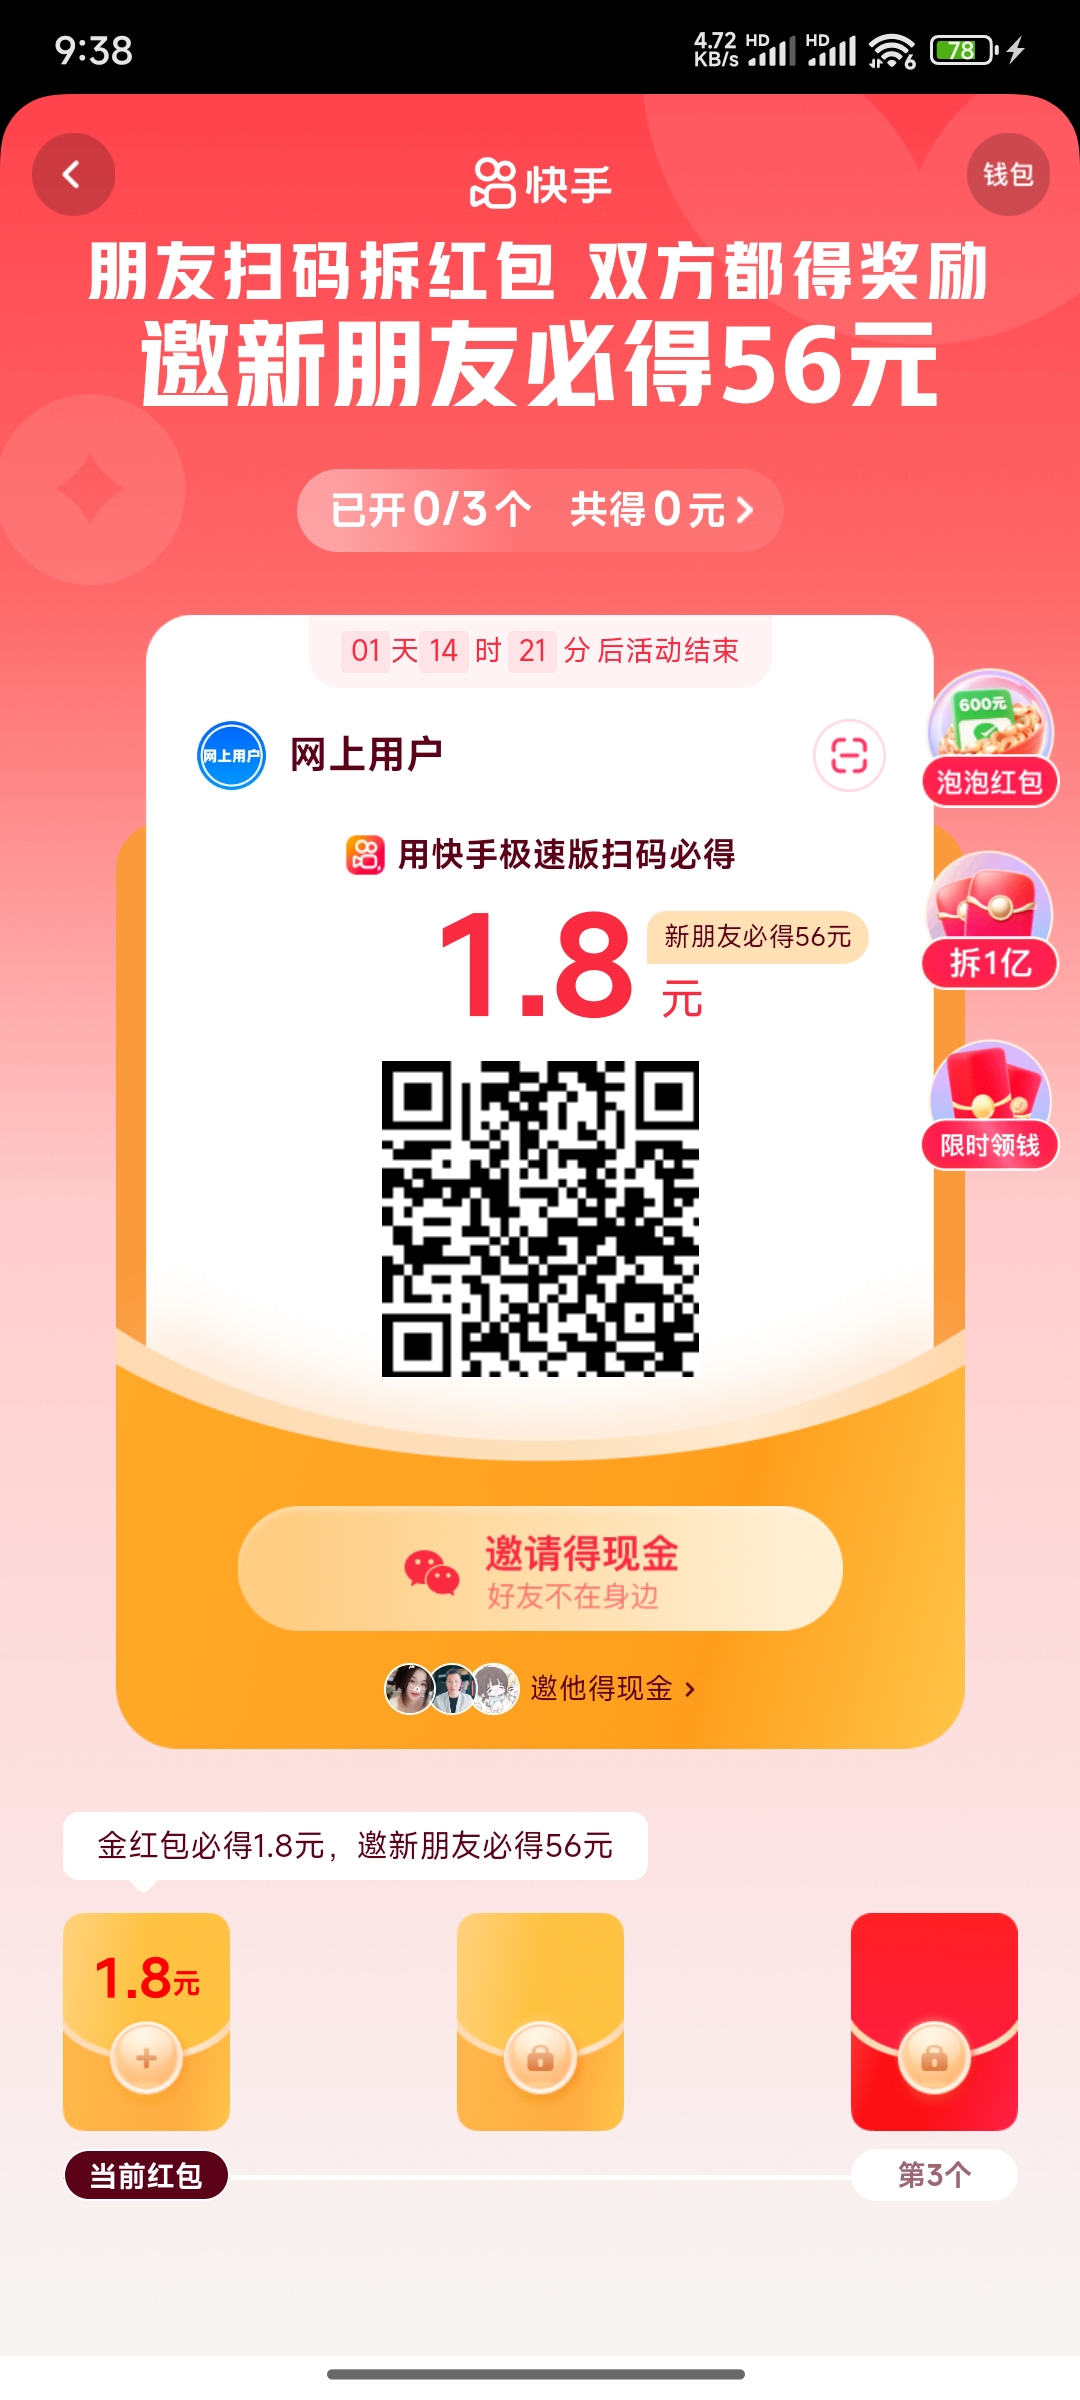 9:38
4.72 KB/s HD HD 6 78
快手
钱包
朋友扫码拆红包 双方都得奖励
邀新朋友必得56元
已开0/3个 共得0元
01天14时21分后活动结束
网上用户 网上用户
600元
泡泡红包
用快手极速版扫码必得
1.8元
新朋友必得56元
拆1亿
限时领钱
邀请得现金
好友不在身边
邀他得现金
金红包必得1.8元，邀新朋友必得56元
1.8元
当前红包
第3个